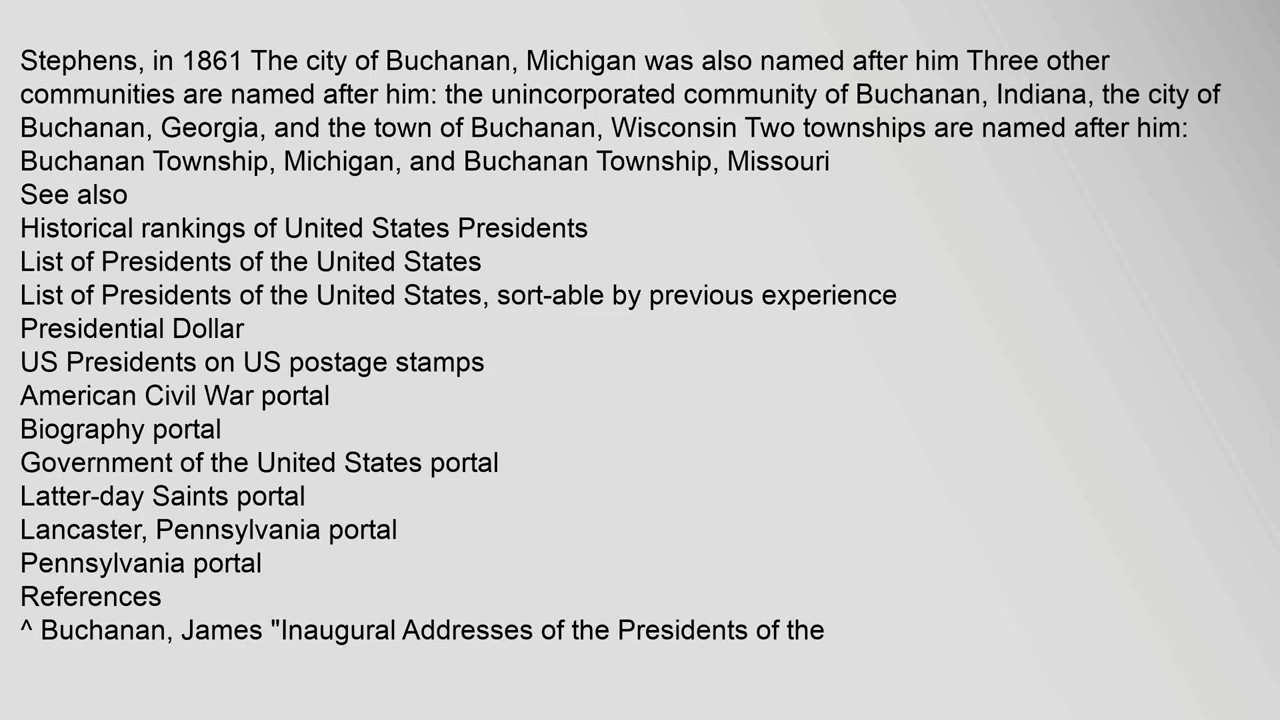 Stephens, in 1861 The city of Buchanan, Michigan was also named after him Three other
communities are named after him: the unincorporated community of Buchanan, Indiana, the city of
Buchanan, Georgia, and the town of Buchanan, Wisconsin Two townships are named after him:
Buchanan Township, Michigan, and Buchanan Township, Missouri
See also
Historical rankings of United States Presidents
List of Presidents of the United States
List of Presidents of the United States, sort-able by previous experience
Presidential Dollar
US Presidents on US postage stamps
American Civil War portal
Biography portal
Government of the United States portal
Latter-day Saints portal
Lancaster, Pennsylvania portal
Pennsylvania portal
References
^ Buchanan, James "Inaugural Addresses of the Presidents of the